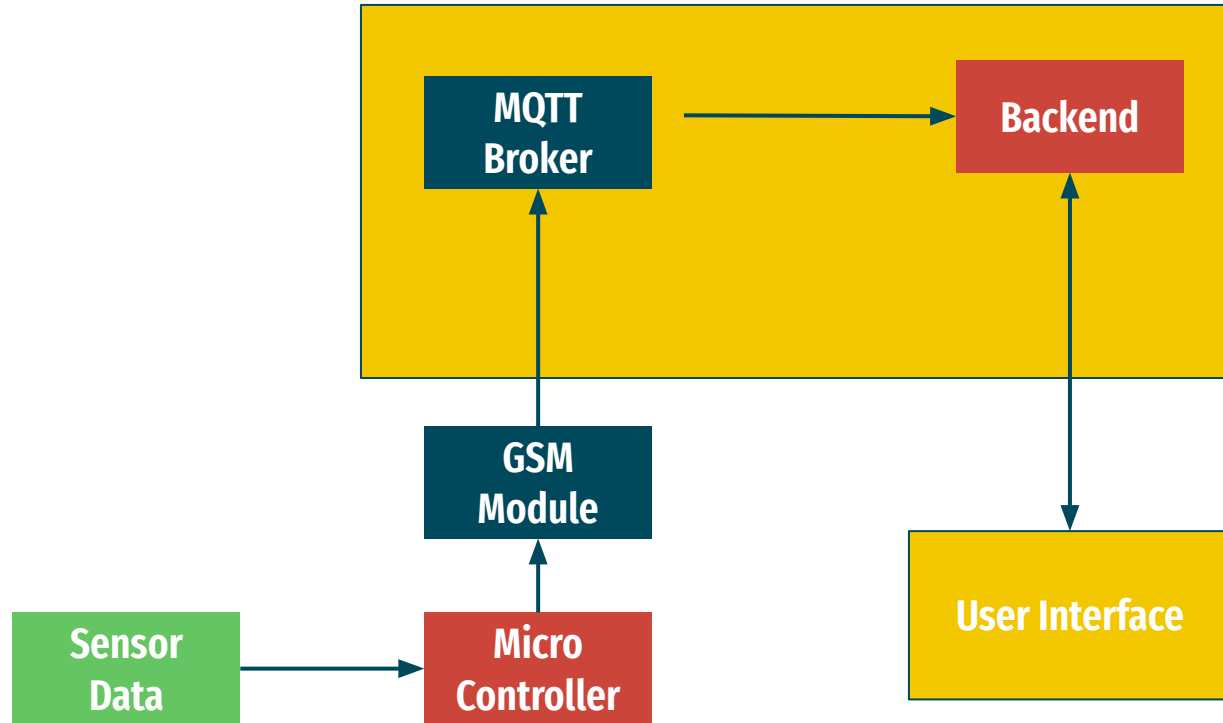 MQTT
Broker
Backend
GSM
Module
User Interface
Sensor
Data
Micro
Controller